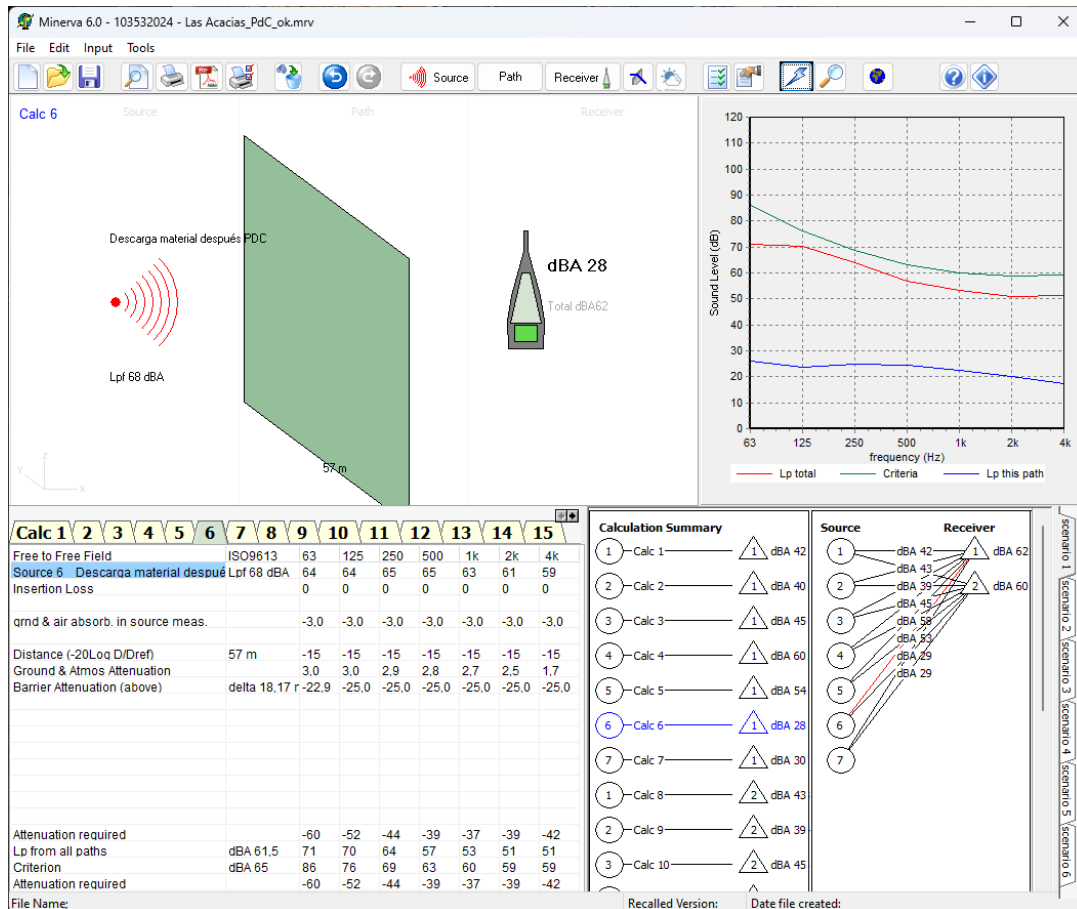 Minerva 6.0 - 103532024 - Las Acacias_PdC_ok.mrv
File Edit Input Tools
Source Path Receiver
Calc 6 Source Path Receiver
Descarga material después PDC
Lpf 68 dBA
57 m
dBA 28
Total dBA62
z
y
x
Sound Level (dB)
120
110
100
90
80
70
60
50
40
30
20
10
0
63 125 250 500 1k 2k 4k
frequency (Hz)
Lp total Criteria Lp this path
Calc 1 2 3 4 5 6 7 8 9 10 11 12 13 14 15
Free to Free Field ISO9613 63 125 250 500 1k 2k 4k
Source 6 Descarga material despué Lpf 68 dBA 64 64 65 65 63 61 59
Insertion Loss 0 0 0 0 0 0 0
grnd & air absorb. in source meas. -3,0 -3,0 -3,0 -3,0 -3,0 -3,0 -3,0
Distance (-20Log D/Dref) 57 m -15 -15 -15 -15 -15 -15 -15
Ground & Atmos Attenuation 3,0 3,0 2,9 2,8 2,7 2,5 1,7
Barrier Attenuation (above) delta 18,17 r -22,9 -25,0 -25,0 -25,0 -25,0 -25,0 -25,0
Attenuation required -60 -52 -44 -39 -37 -39 -42
Lp from all paths dBA 61,5 71 70 64 57 53 51 51
Criterion dBA 65 86 76 69 63 60 59 59
Attenuation required -60 -52 -44 -39 -37 -39 -42
Calculation Summary
1 Calc 1 1 dBA 42
2 Calc 2 1 dBA 40
3 Calc 3 1 dBA 45
4 Calc 4 1 dBA 60
5 Calc 5 1 dBA 54
6 Calc 6 1 dBA 28
7 Calc 7 1 dBA 30
1 Calc 8 2 dBA 43
2 Calc 9 2 dBA 39
3 Calc 10 2 dBA 45
Source Receiver
1 dBA 42 1 dBA 62
dBA 43
2 dBA 39 2 dBA 60
dBA 45
3 dBA 58
dBA 53
4 dBA 29
dBA 29
5
6
7
scenario 1
scenario 2
scenario 3
scenario 4
scenario 5
scenario 6
File Name; Recalled Version: Date file created: